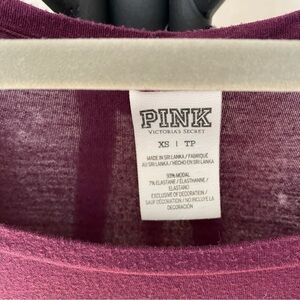 PINK
VICTORIA'S SECRET
XS | TP
MADE IN SRI LANKA / FABRIQUÉ
AU SRI LANKA / HECHO EN SRI LANKA
93% MODAL
7% ELASTANE / ÉLASTHANNE /
ELASTANO
EXCLUSIVE OF DECORATION /
SAUF DÉCORATION / NO INCLUYE LA
DECORACIÓN